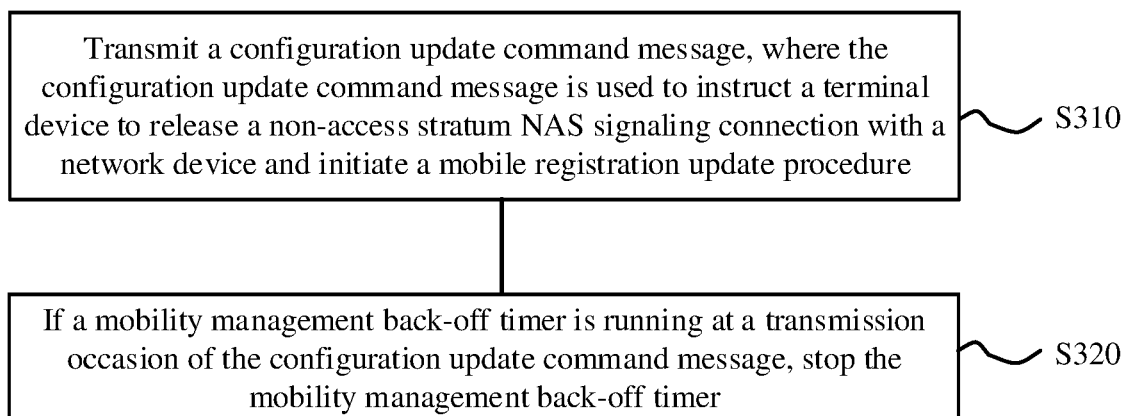 Transmit a configuration update command message, where the
configuration update command message is used to instruct a terminal
device to release a non-access stratum NAS signaling connection with a
network device and initiate a mobile registration update procedure
S310
If a mobility management back-off timer is running at a transmission
occasion of the configuration update command message, stop the
mobility management back-off timer
S320